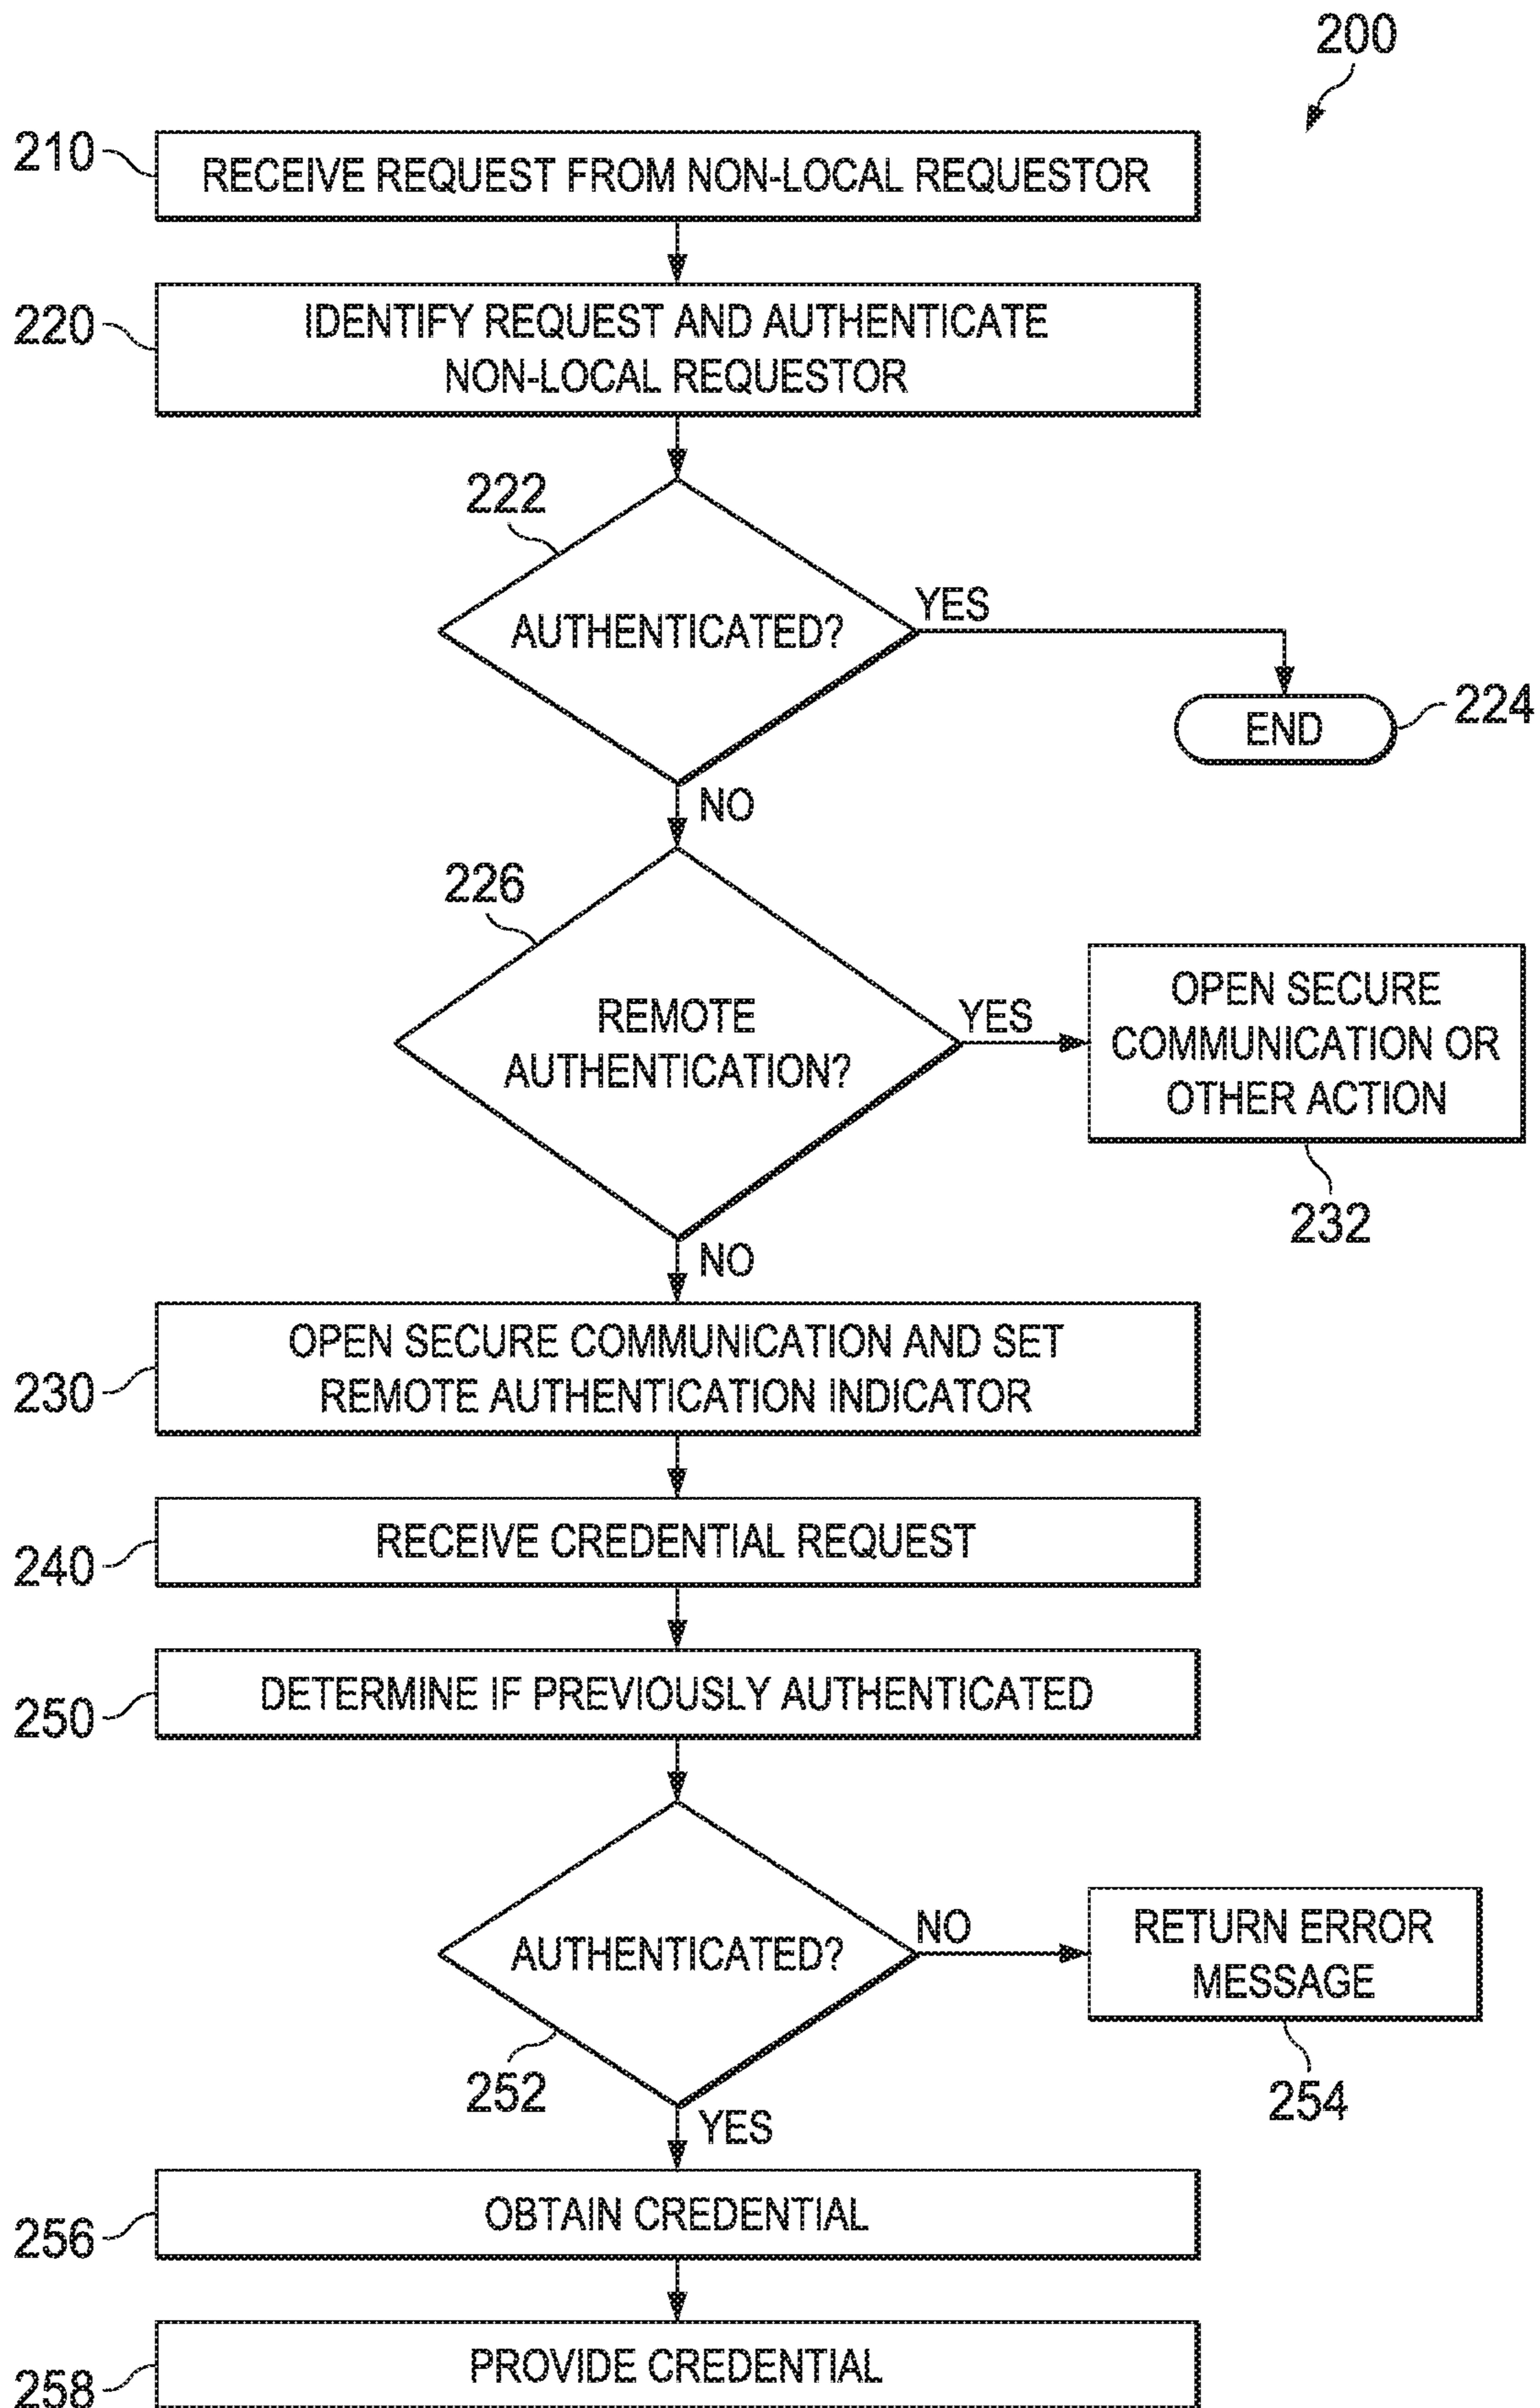 200
210
RECEIVE REQUEST FROM NON-LOCAL REQUESTOR
220
IDENTIFY REQUEST AND AUTHENTICATE
NON-LOCAL REQUESTOR
222
AUTHENTICATED?
YES
END
224
NO
226
REMOTE
AUTHENTICATION?
YES
OPEN SECURE
COMMUNICATION OR
OTHER ACTION
232
NO
230
OPEN SECURE COMMUNICATION AND SET
REMOTE AUTHENTICATION INDICATOR
240
RECEIVE CREDENTIAL REQUEST
250
DETERMINE IF PREVIOUSLY AUTHENTICATED
AUTHENTICATED?
252
NO
RETURN ERROR
MESSAGE
254
YES
256
OBTAIN CREDENTIAL
258
PROVIDE CREDENTIAL